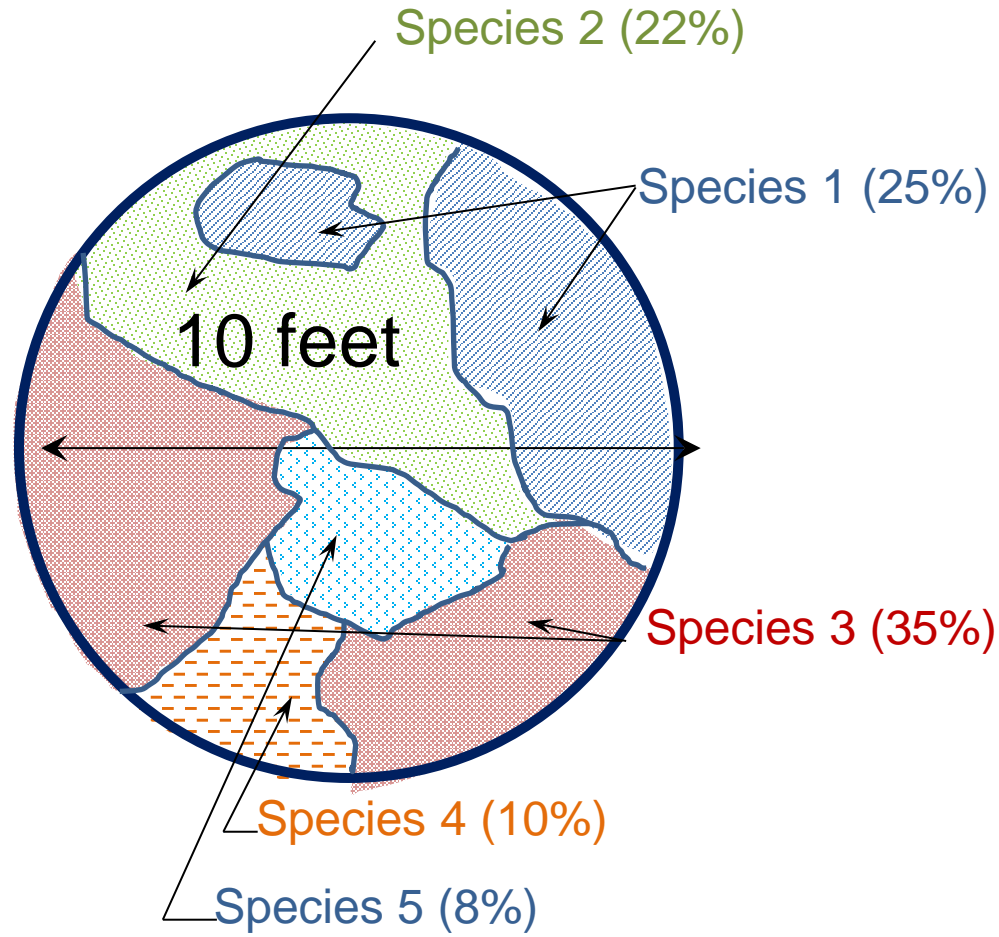 Species 2 (22%)
Species 1 (25%)
10 feet
Species 3 (35%)
Species 4 (10%)
Species 5 (8%)